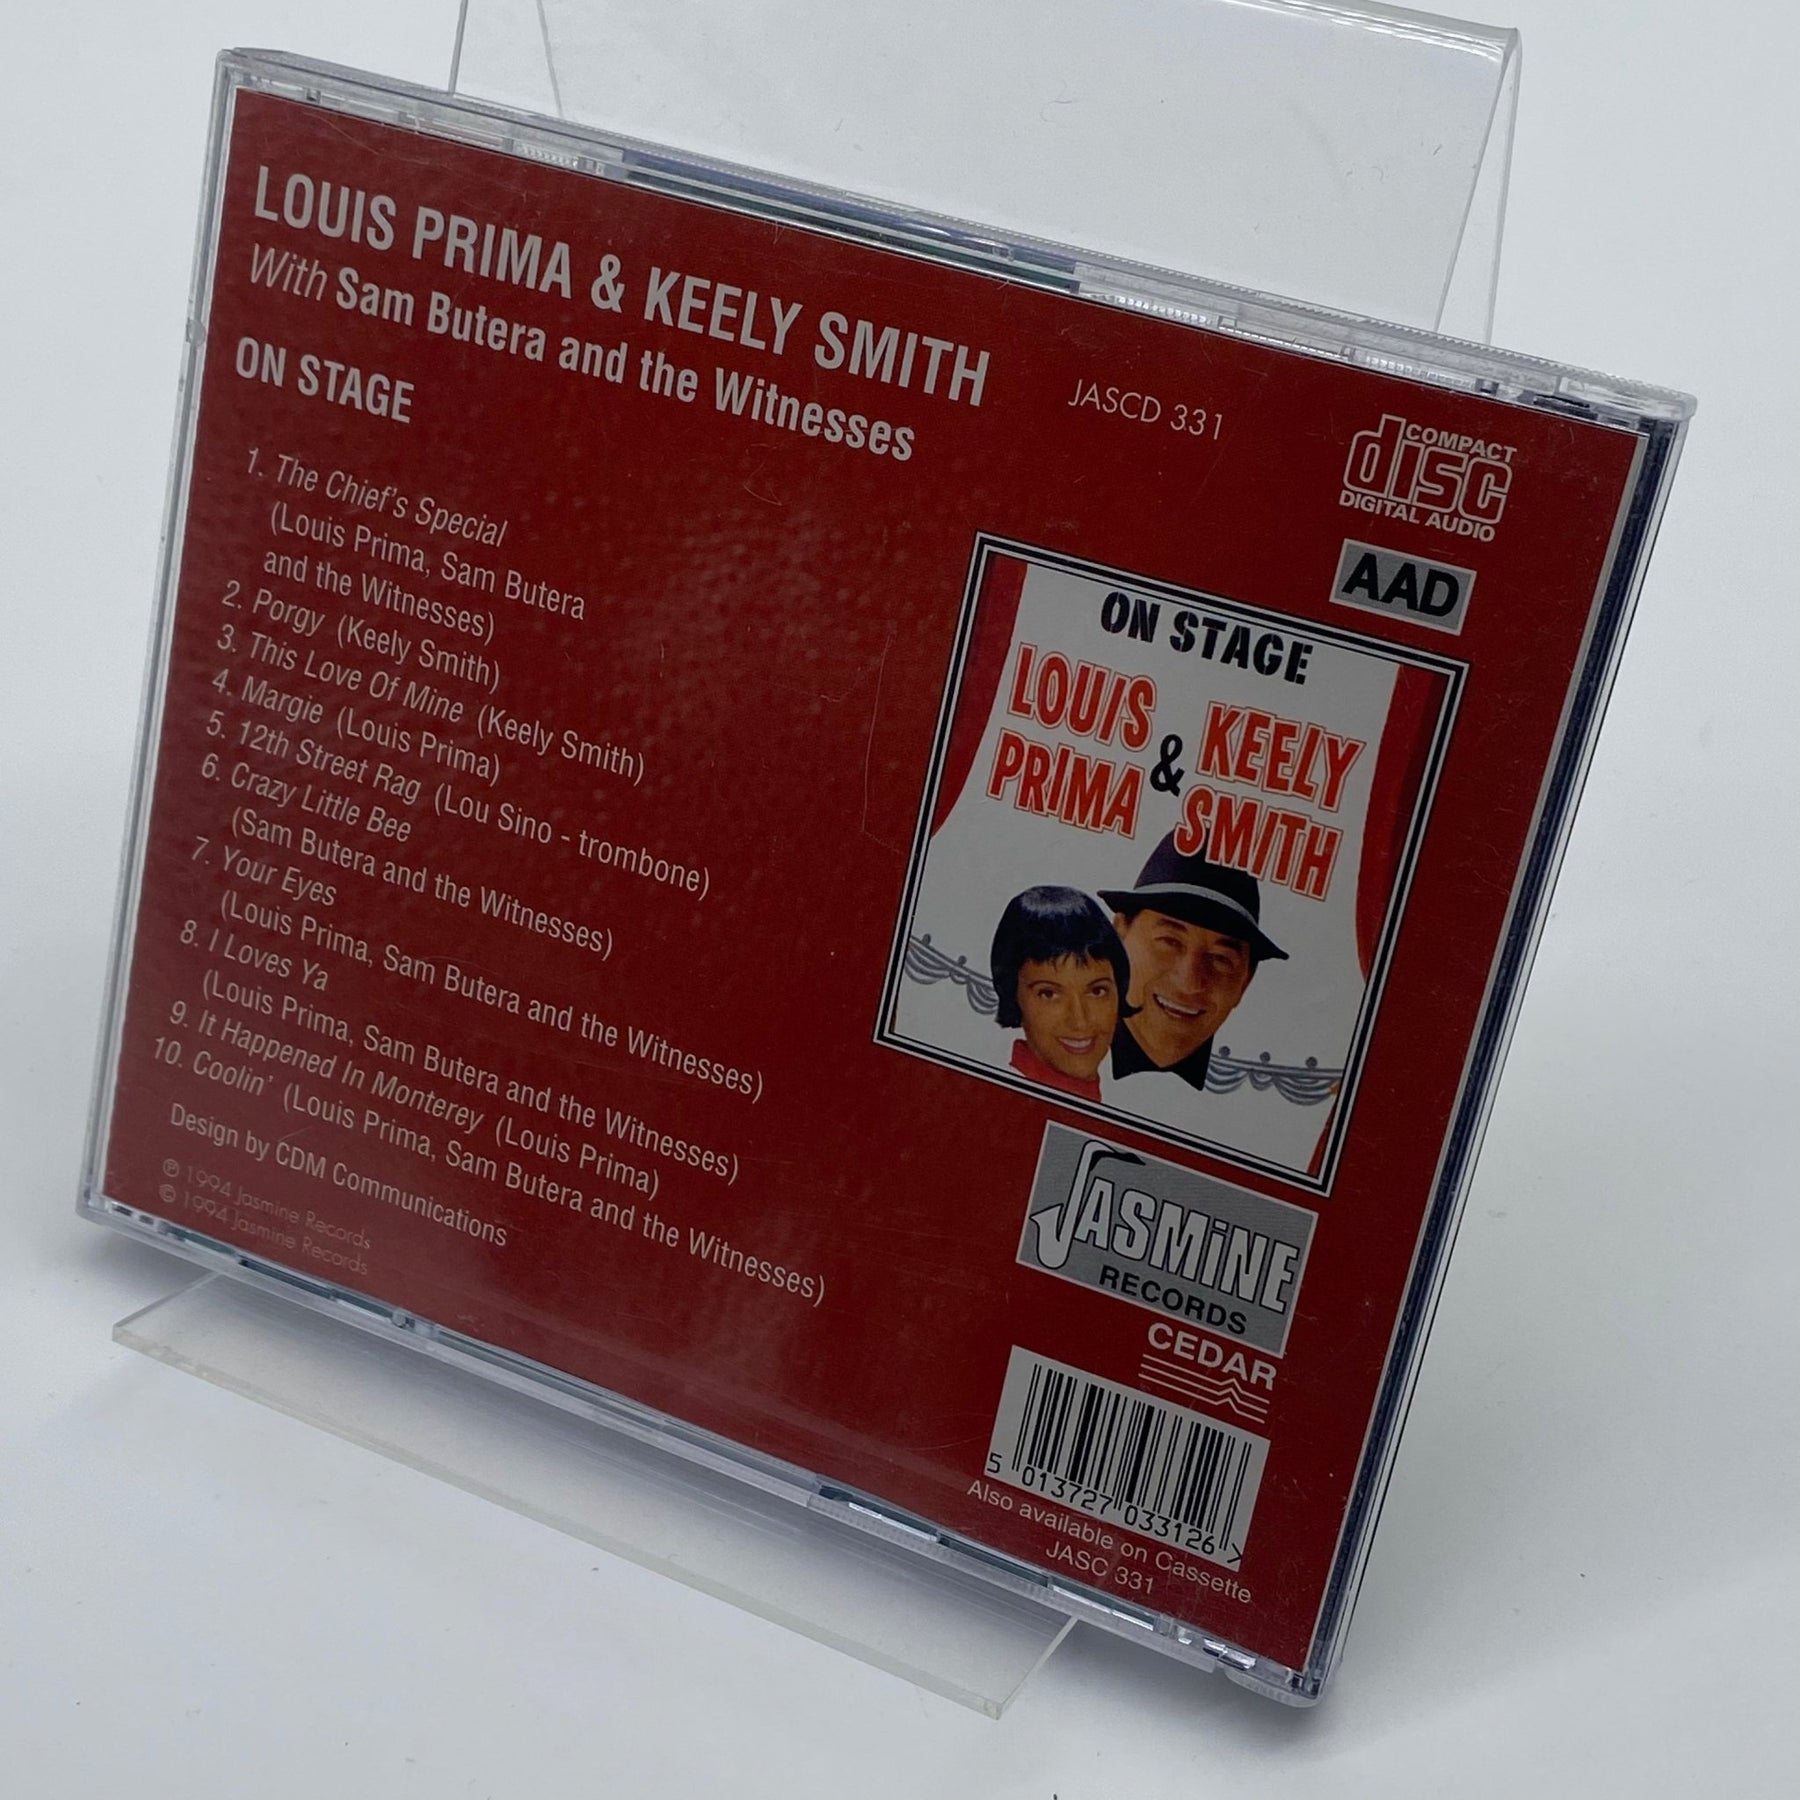 LOUIS PRIMA & KEELY SMITH
With Sam Butera and the Witnesses
ON STAGE
JASCD 331
COMPACT
disc
DIGITAL AUDIO
AAD
1. The Chief's Special
(Louis Prima, Sam Butera
and the Witnesses)
2. Porgy (Keely Smith)
3. This Love Of Mine (Keely Smith)
4. Margie (Louis Prima)
5. 12th Street Rag (Lou Sino - trombone)
6. Crazy Little Bee
(Sam Butera and the Witnesses)
7. Your Eyes
(Louis Prima, Sam Butera and the Witnesses)
8. I Loves Ya
(Louis Prima, Sam Butera and the Witnesses)
9. It Happened In Monterey (Louis Prima)
10. Coolin' (Louis Prima, Sam Butera and the Witnesses)
Design by CDM Communications
℗ 1994 Jasmine Records
© 1994 Jasmine Records
ON STAGE
LOUIS PRIMA
&
KEELY SMITH
JASMiNE
RECORDS
CEDAR
5 013727 033126 >
Also available on Cassette
JASC 331